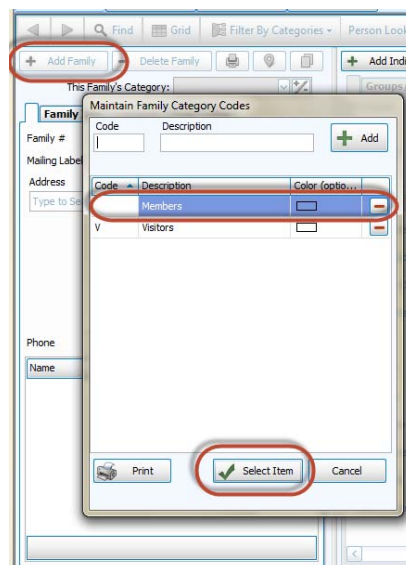 Find Grid Filter By Categories Person Look
Add Family Delete Family Add Indi
This Family's Category: Groups
Family
Maintain Family Category Codes
Code Description
Add
Family #
Mailing Label
Address
Type to Se
Code Description Color (optio...
Members
V Visitors
Phone
Name
Print Select Item Cancel